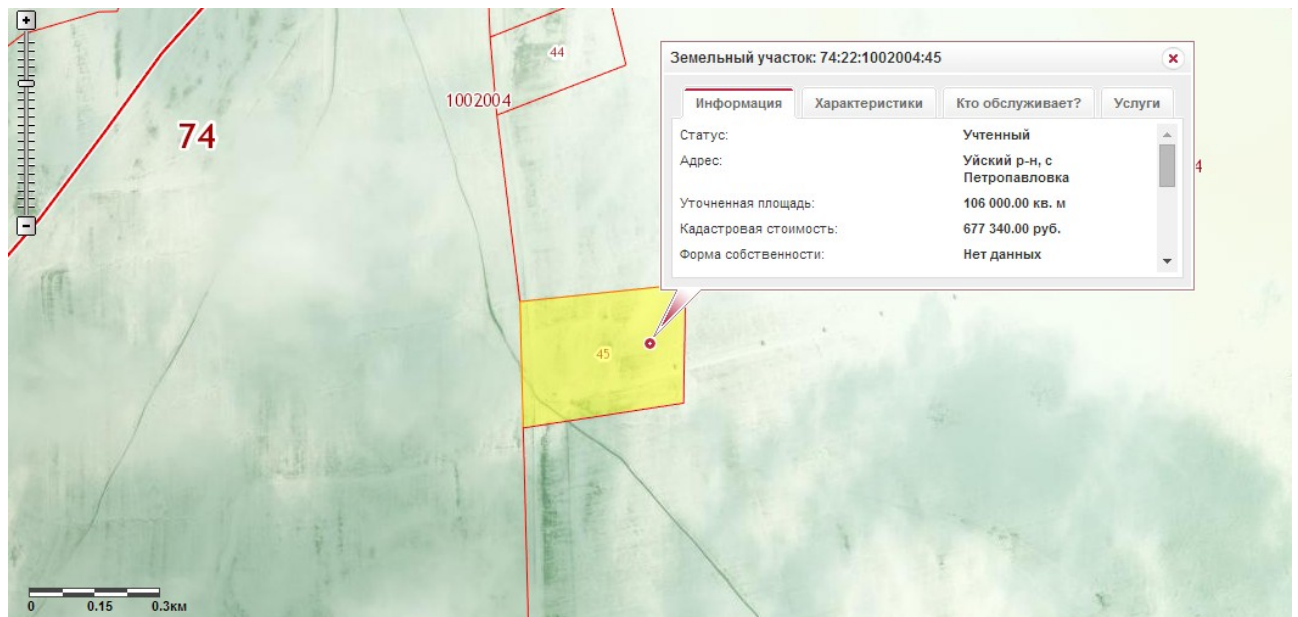 44
1002004
74
Земельный участок: 74:22:1002004:45
Информация Характеристики Кто обслуживает? Услуги
Статус: Учтенный
Адрес: Уйский р-н, с
Петропавловка
4
Уточненная площадь: 106 000.00 кв. м
Кадастровая стоимость: 677 340.00 руб.
Форма собственности: Нет данных
45
0 0.15 0.3км